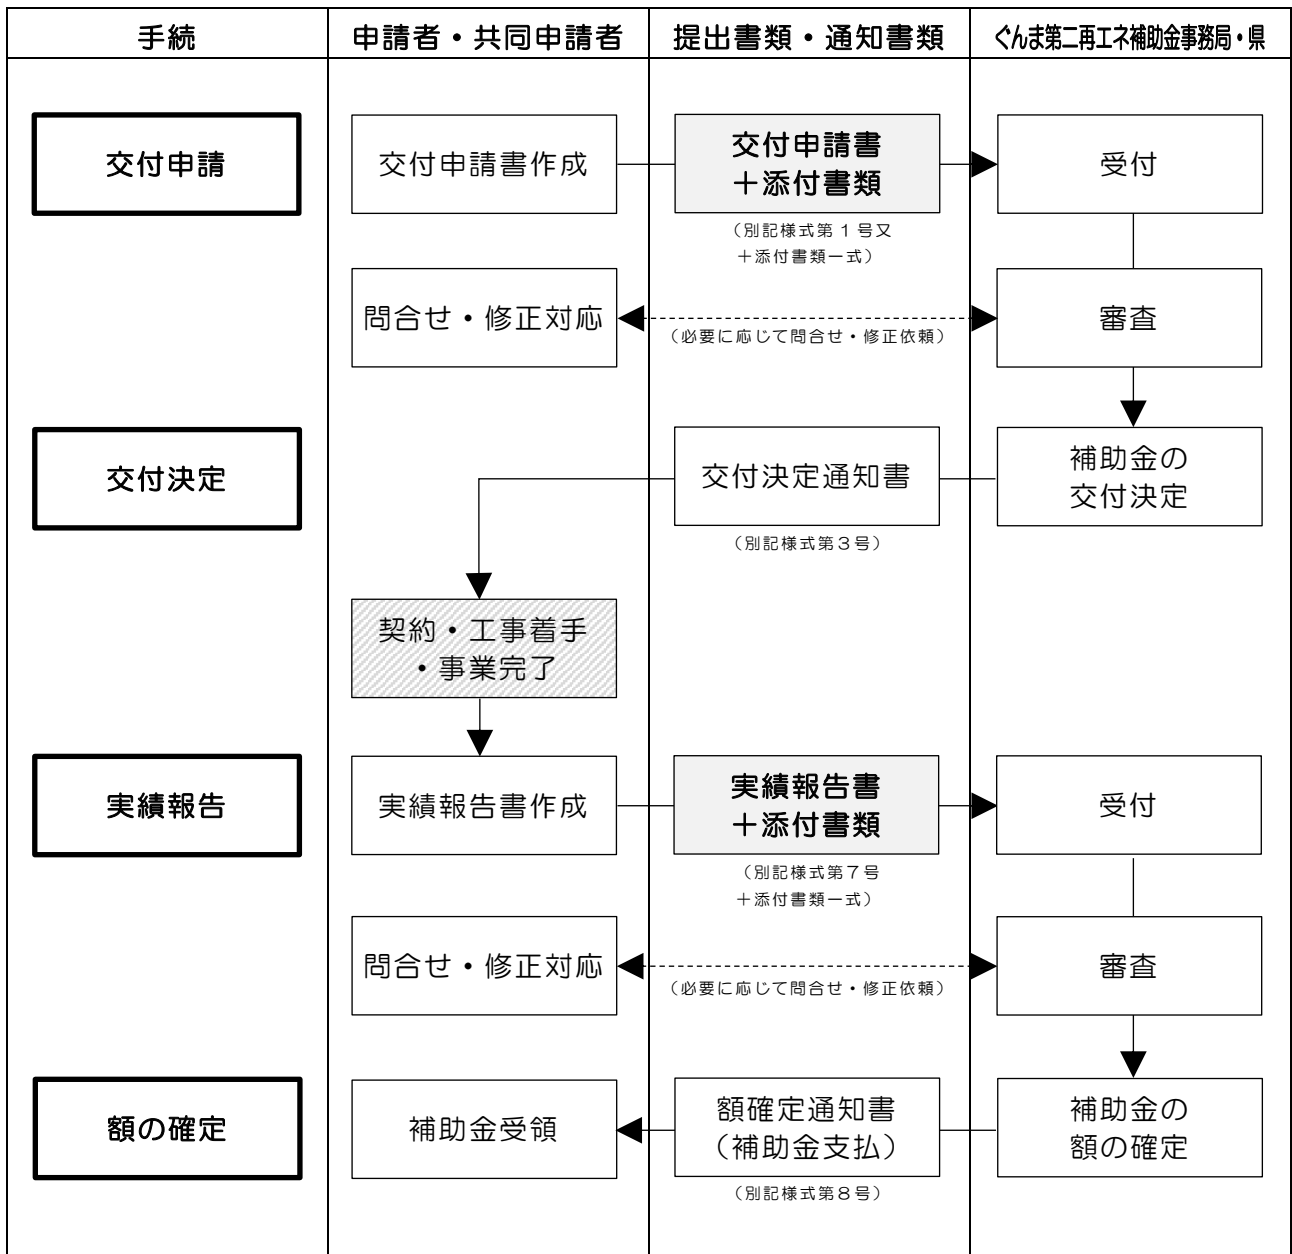 手続
申請者・共同申請者
提出書類・通知書類
ぐんま第二再エネ補助金事務局・県
交付申請
交付申請書作成
交付申請書
＋添付書類
受付
（別記様式第１号又
＋添付書類一式）
問合せ・修正対応
（必要に応じて問合せ・修正依頼）
審査
交付決定
交付決定通知書
補助金の
交付決定
（別記様式第３号）
契約・工事着手
・事業完了
実績報告
実績報告書作成
実績報告書
＋添付書類
受付
（別記様式第７号
＋添付書類一式）
問合せ・修正対応
（必要に応じて問合せ・修正依頼）
審査
額の確定
補助金受領
額確定通知書
（補助金支払）
補助金の
額の確定
（別記様式第８号）